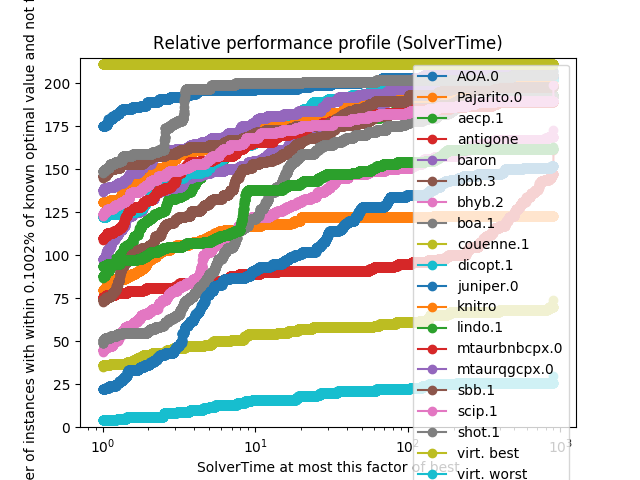 Relative performance profile (SolverTime)
er of instances with within 0.1002% of known optimal value and not
200
175
150
125
100
75
50
25
0
10⁰
10¹
10²
10³
SolverTime at most this factor of best
AOA.0
Pajarito.0
aecp.1
antigone
baron
bbb.3
bhyb.2
boa.1
couenne.1
dicopt.1
juniper.0
knitro
lindo.1
mtaurbnbcpx.0
mtaurqgcpx.0
sbb.1
scip.1
shot.1
virt. best
virt. worst